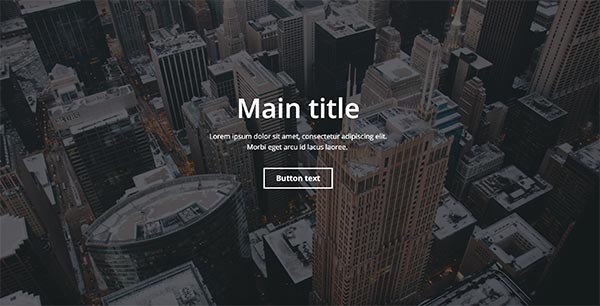 Main title
Lorem ipsum dolor sit amet, consectetur adipiscing elit.
Morbi eget arcu id lacus laoree.
Button text